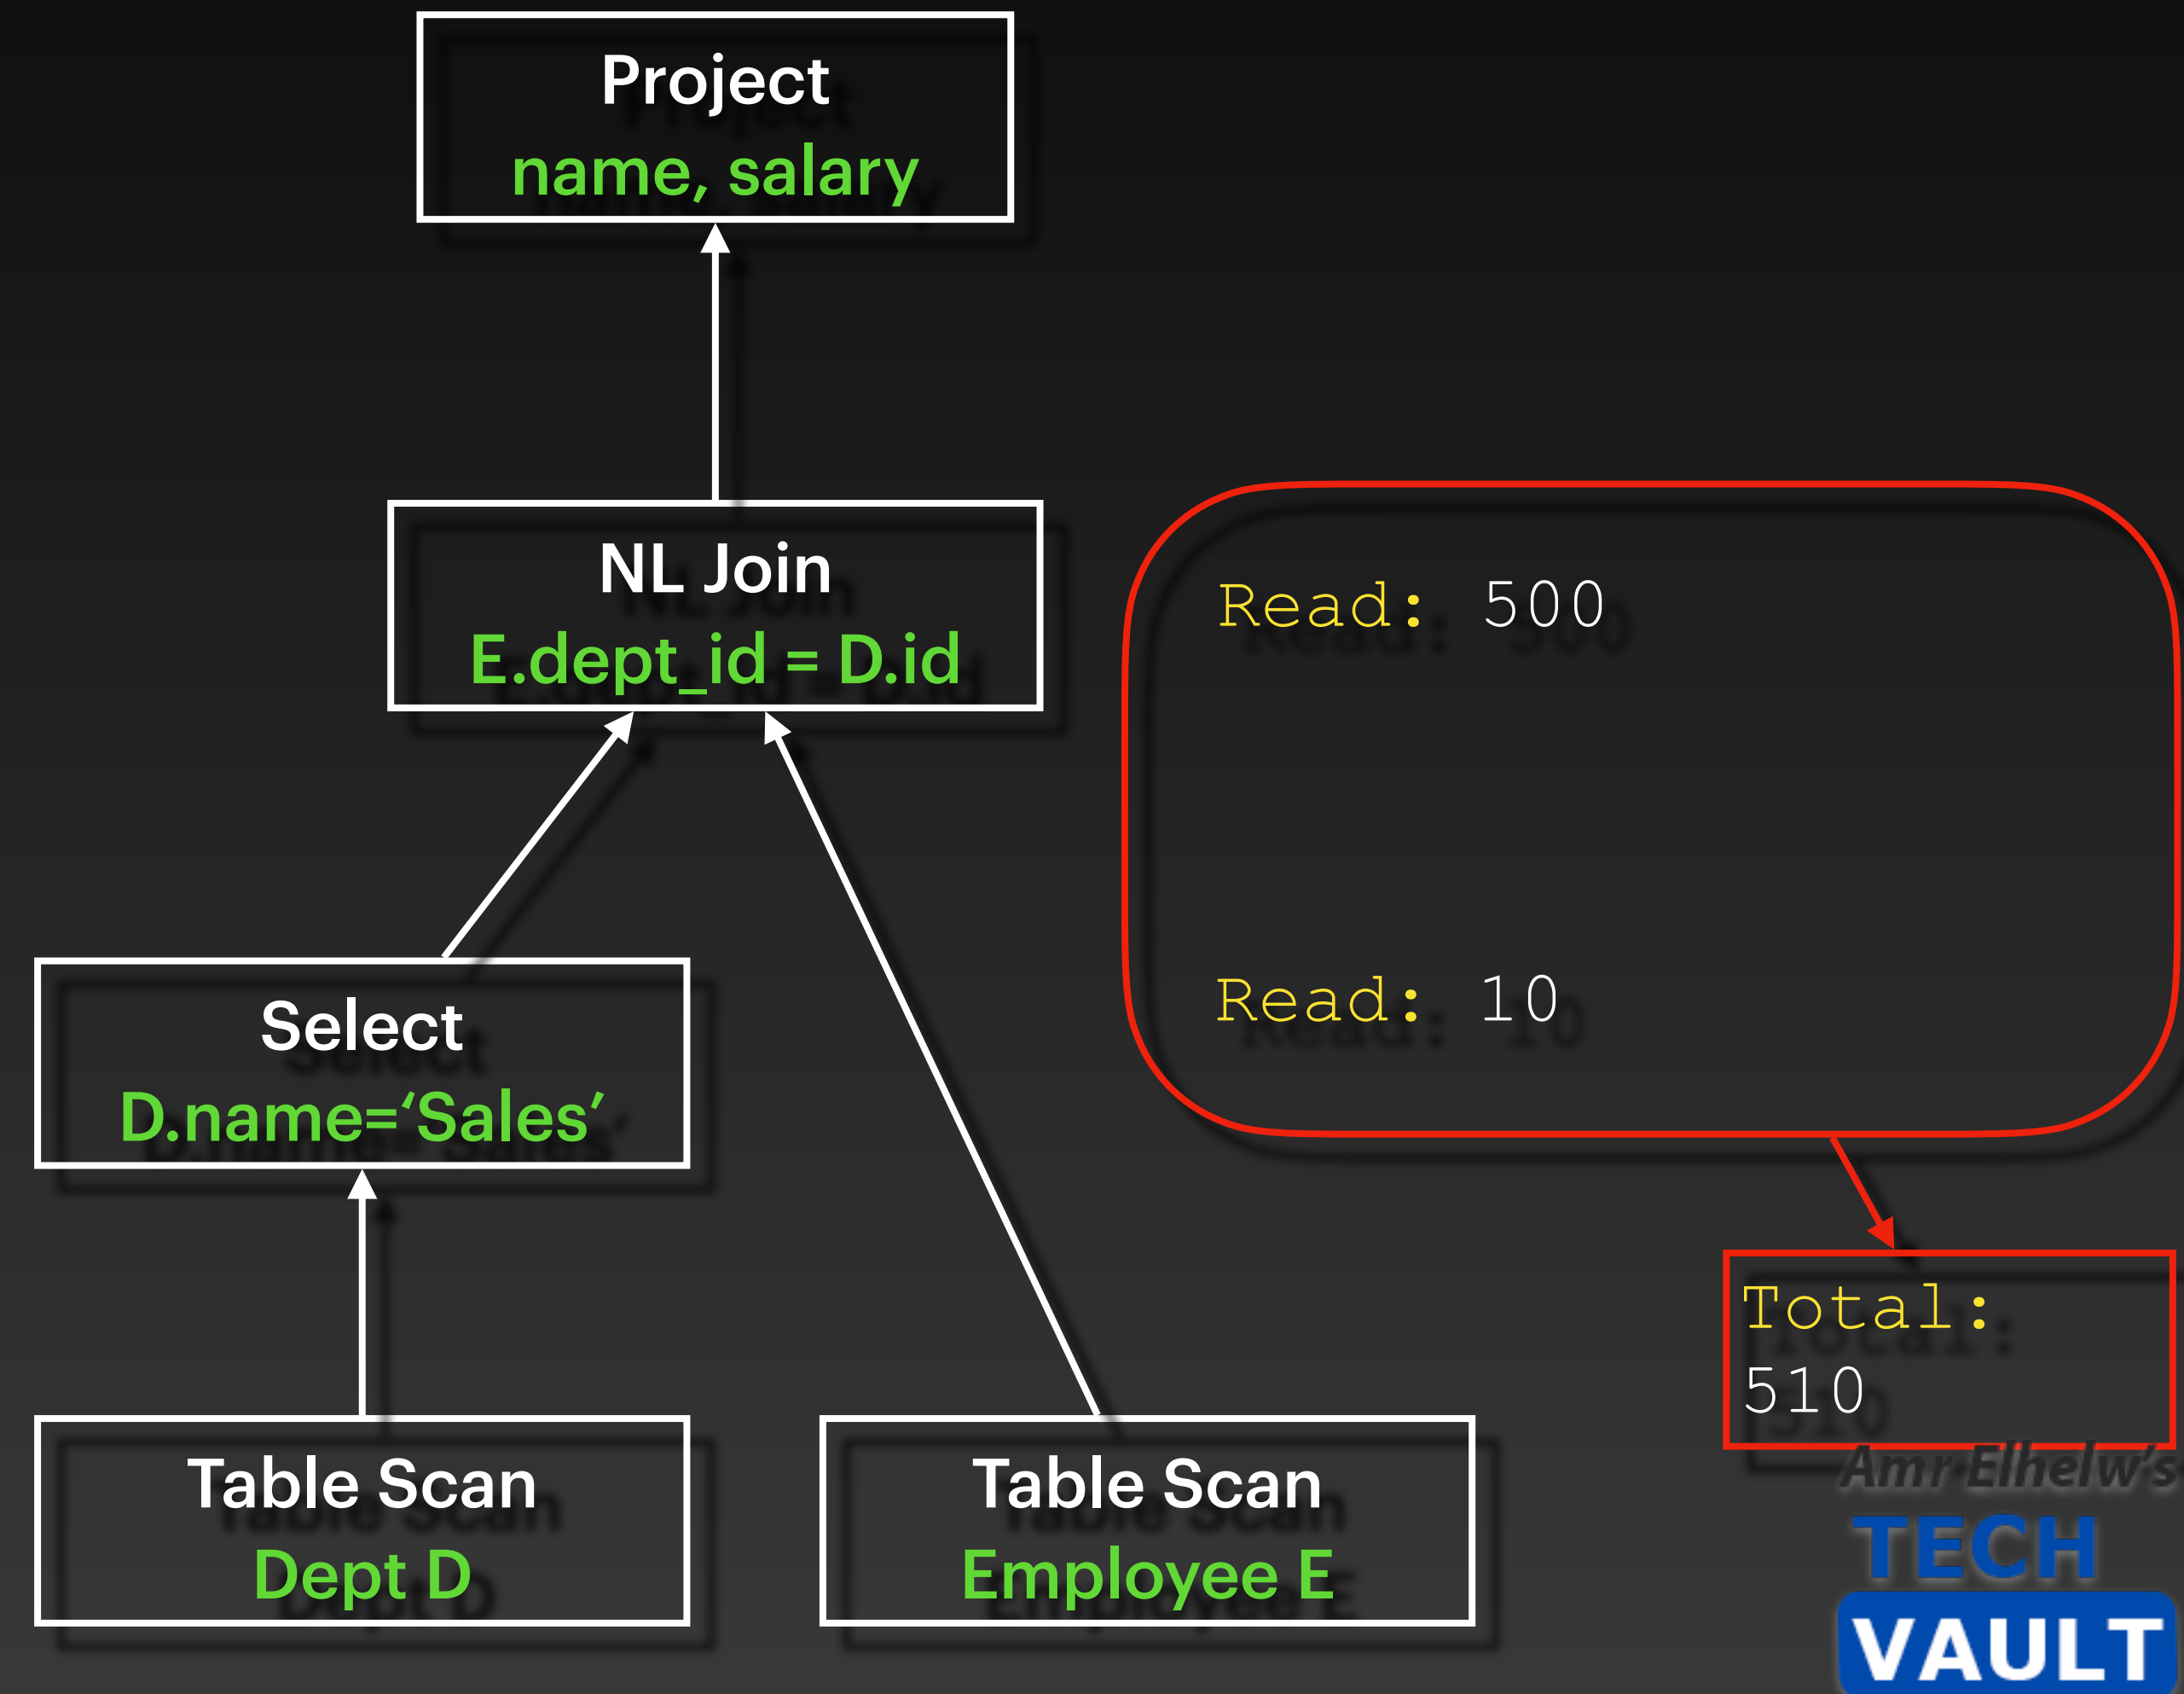 Project
name, salary
NL Join
E.dept_id = D.id
Read: 500
Read: 10
Select
D.name=‘Sales’
Total:
510
Table Scan
Dept D
Table Scan
Employee E
Amr Elhelw’s
TECH
VAULT